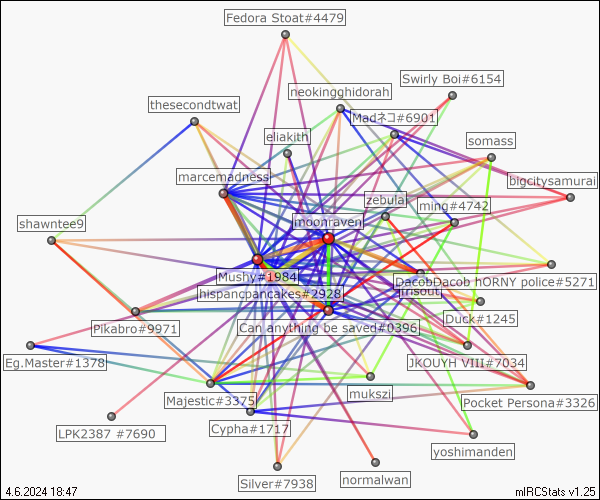 Fedora Stoat#4479
Swirly Boi#6154
neokingghidorah
thesecondtwat
Madネコ#6901
eliakith
somass
marcemadness
bigcitysamurai
zebulal
ming#4742
shawntee9
moonraven
Mushy#1984
DacobDacob hORNY police#5271
hispancpancakes#2928
Duck#1245
Pikabro#9971
Can anything be saved#0396
Eg.Master#1378
JKOUYH VIII#7034
mukszi
Majestic#3375
Pocket Persona#3326
Cypha#1717
LPK2387 #7690
yoshimanden
normalwan
Silver#7938
4.6.2024 18:47
mIRCStats v1.25